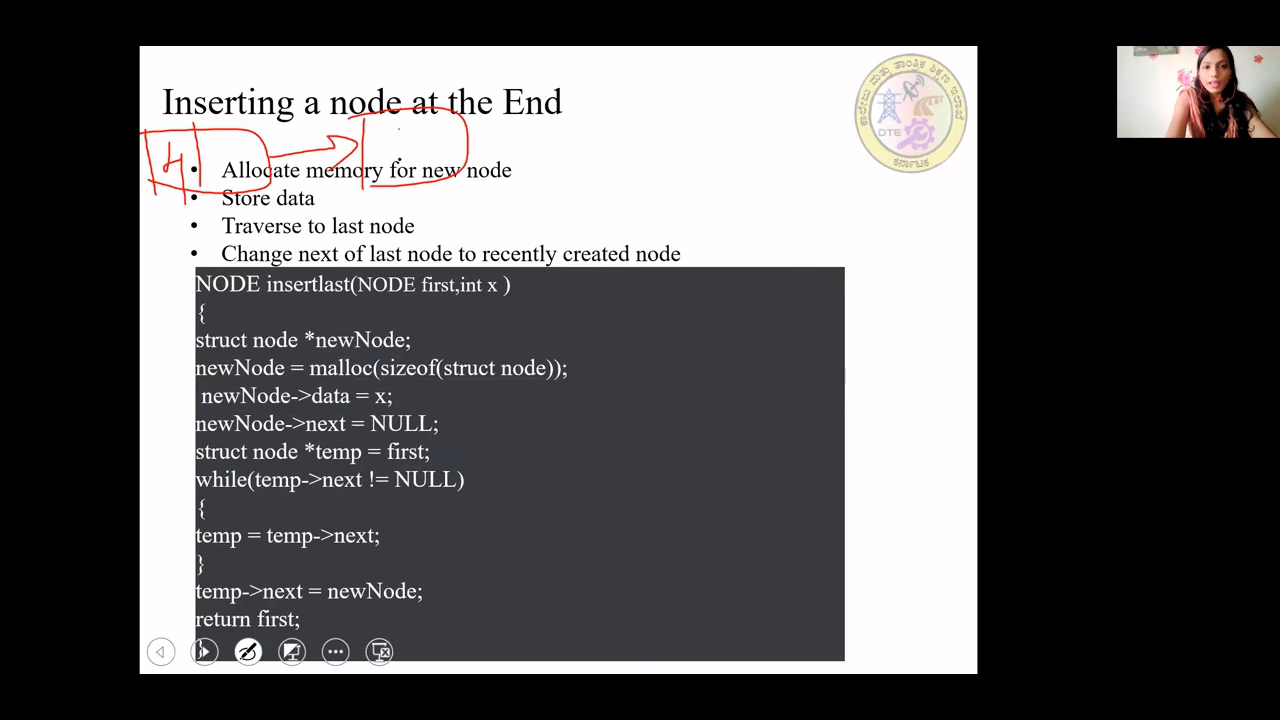 Inserting a node at the End
• Allocate memory for new node
• Store data
• Traverse to last node
• Change next of last node to recently created node
NODE insertlast(NODE first,int x )
{
struct node *newNode;
newNode = malloc(sizeof(struct node));
newNode->data = x;
newNode->next = NULL;
struct node *temp = first;
while(temp->next != NULL)
{
temp = temp->next;
}
temp->next = newNode;
return first;
}
DTE
ಕರ್ನಾಟಕ